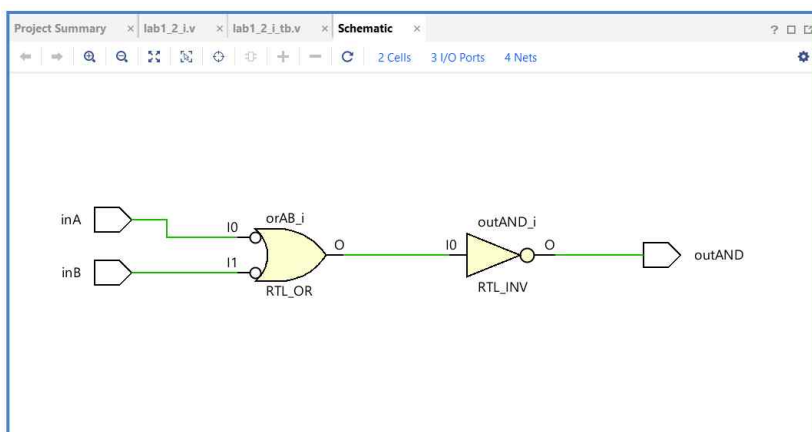 Project Summary × lab1_2_i.v × lab1_2_i_tb.v × Schematic ×
2 Cells 3 I/O Ports 4 Nets
inA I0 orAB_i outAND_i
O I0 O outAND
inB I1 RTL_OR RTL_INV